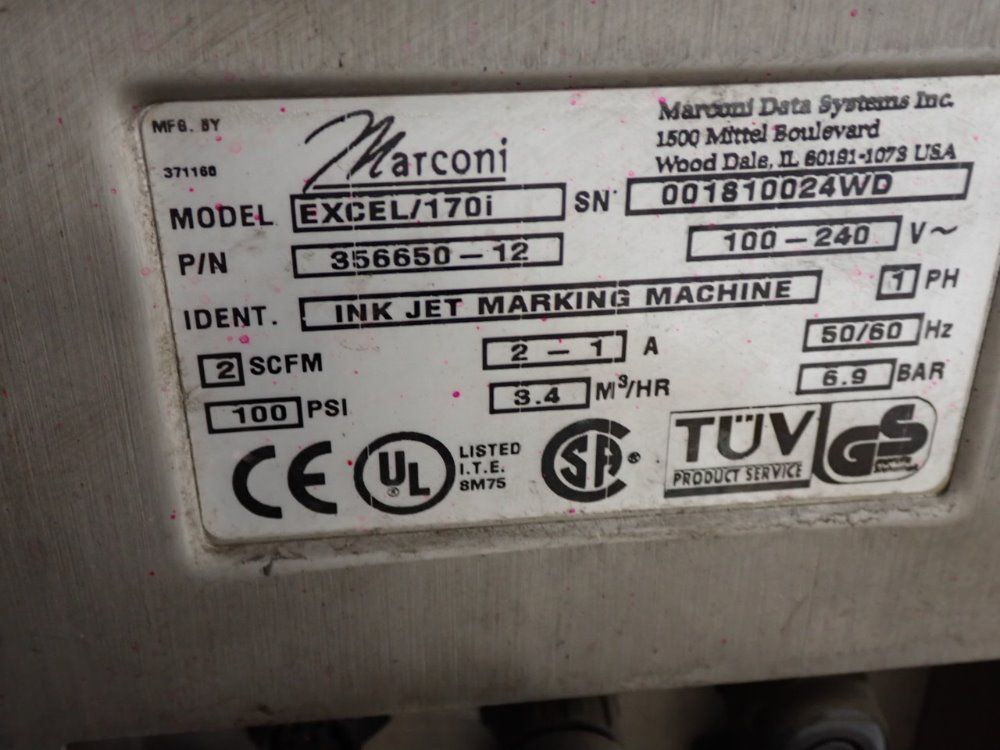 MFG. BY
371160
Marconi
Marconi Data Systems Inc.
1500 Mittel Boulevard
Wood Dale, IL 60191-1073 USA
MODEL EXCEL/170i SN 001810024WD
P/N 356650-12 100-240 V~
IDENT. INK JET MARKING MACHINE 1 PH
2 SCFM 2-1 A 50/60 Hz
100 PSI 3.4 M³/HR 6.9 BAR
CE UL® LISTED
I.T.E.
8M75
SA®
TÜV
PRODUCT SERVICE
GS